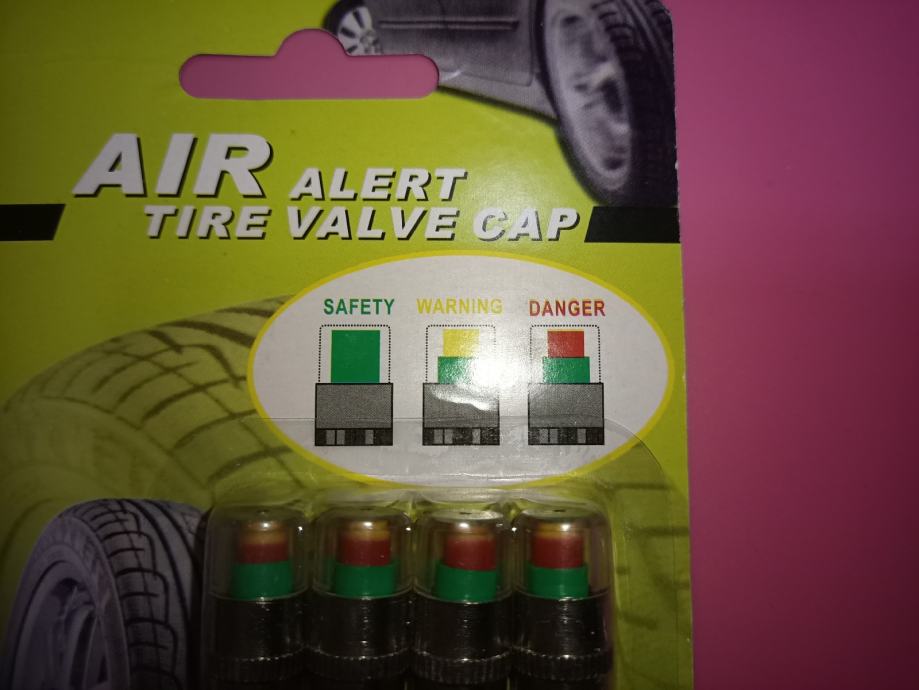 AIR ALERT
TIRE VALVE CAP
SAFETY WARNING DANGER